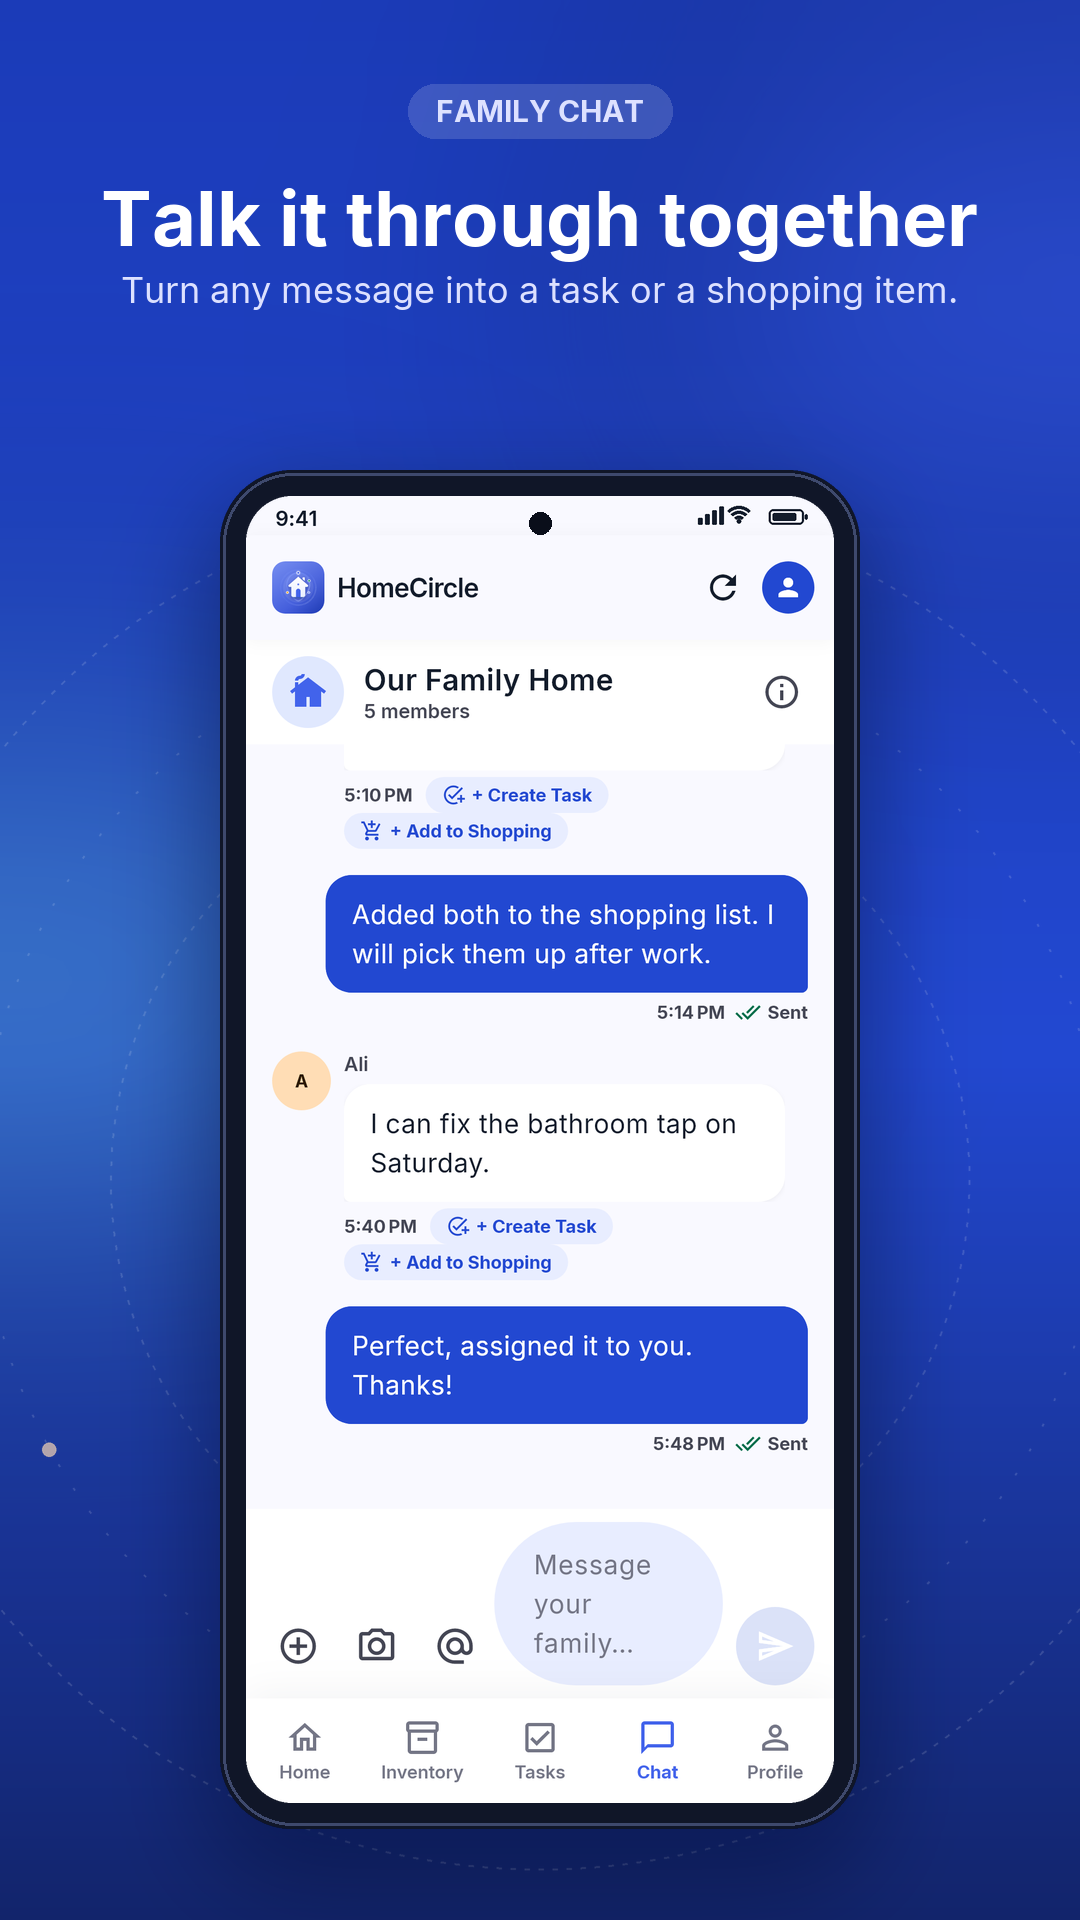 FAMILY CHAT
Talk it through together
Turn any message into a task or a shopping item.
9:41
HomeCircle
Our Family Home
5 members
5:10 PM + Create Task
+ Add to Shopping
Added both to the shopping list. I
will pick them up after work.
5:14 PM Sent
Ali
A
I can fix the bathroom tap on
Saturday.
5:40 PM + Create Task
+ Add to Shopping
Perfect, assigned it to you.
Thanks!
5:48 PM Sent
Message
your
family...
Home Inventory Tasks Chat Profile